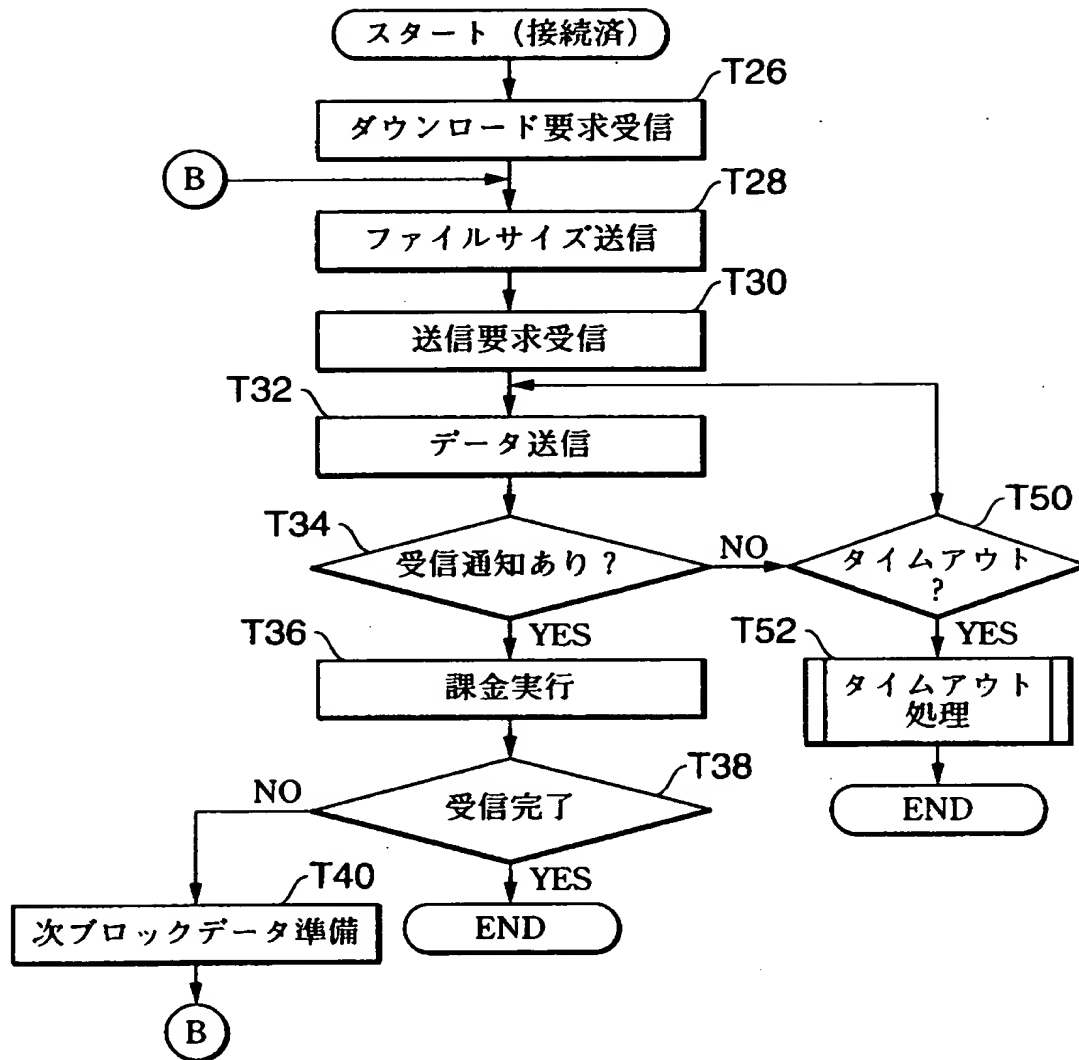 スタート(接続済)
T26
ダウンロード要求受信
B
T28
ファイルサイズ送信
T30
送信要求受信
T32
データ送信
T34
受信通知あり?
NO
T50
タイムアウト
?
YES
T36
課金実行
YES
T52
タイムアウト
処理
END
T38
受信完了
NO
YES
END
T40
次ブロックデータ準備
B